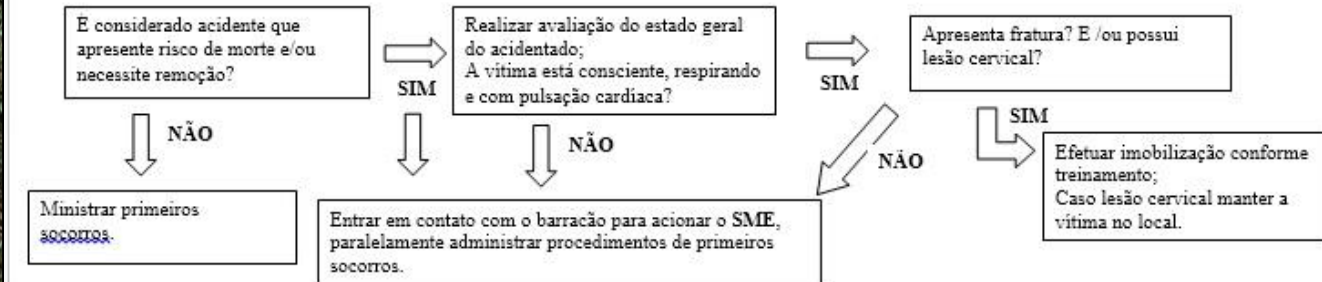 É considerado acidente que
apresente risco de morte e/ou
necessite remoção?
SIM
Realizar avaliação do estado geral
do acidentado;
A vítima está consciente, respirando
e com pulsação cardíaca?
SIM
Apresenta fratura? E /ou possui
lesão cervical?
NÃO
NÃO
NÃO
SIM
Ministrar primeiros
socorros.
Entrar em contato com o barracão para acionar o SME,
paralelamente administrar procedimentos de primeiros
socorros.
Efetuar imobilização conforme
treinamento;
Caso lesão cervical manter a
vítima no local.